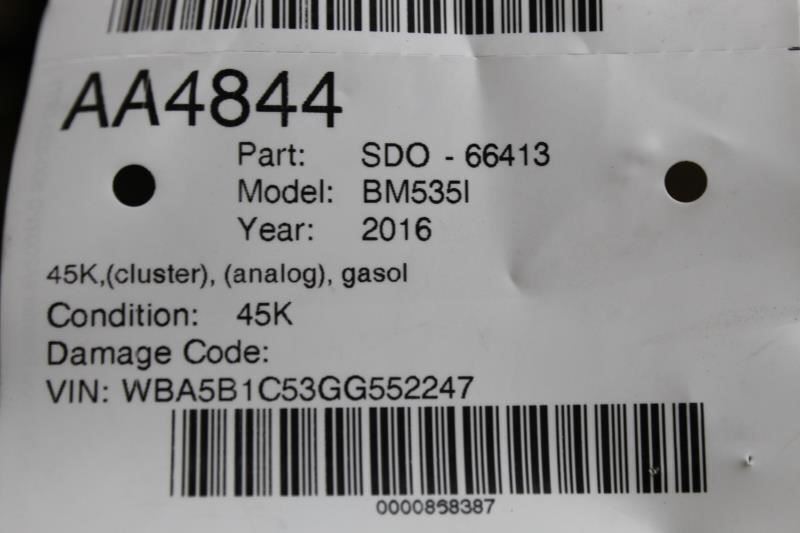 AA4844
Part: SDO - 66413
Model: BM535I
Year: 2016
45K,(cluster), (analog), gasol
Condition: 45K
Damage Code:
VIN: WBA5B1C53GG552247
0000868387